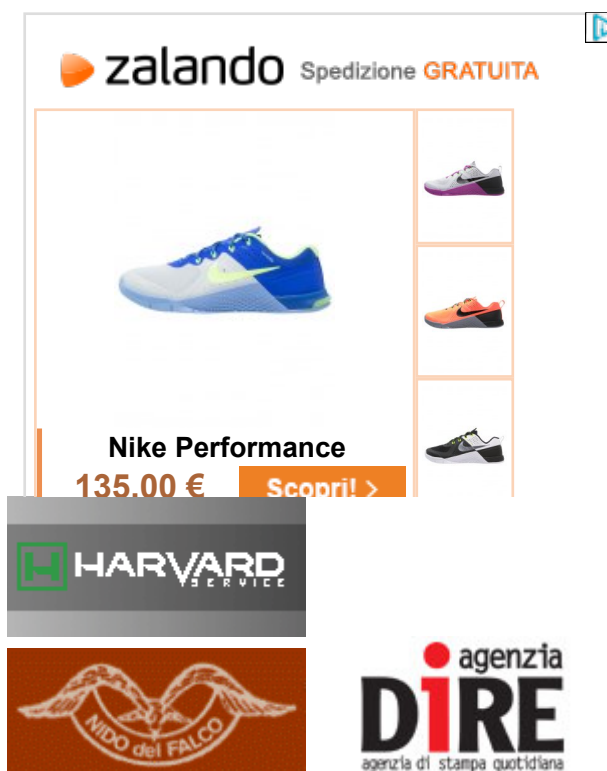 zalando Spedizione GRATUITA
Nike Performance
135,00 €
Scopri! >
HARVARD
SERVICE
NIDO del FALCO
agenzia
DiRE
agenzia di stampa quotidiana